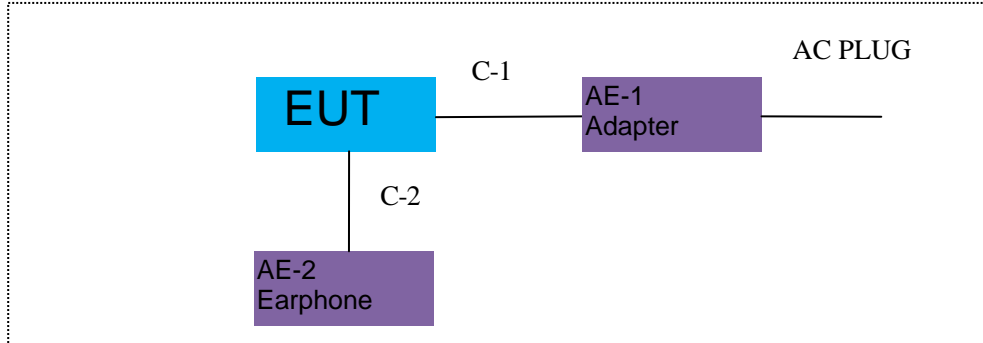 AC PLUG
C-1
EUT
AE-1
Adapter
C-2
AE-2
Earphone